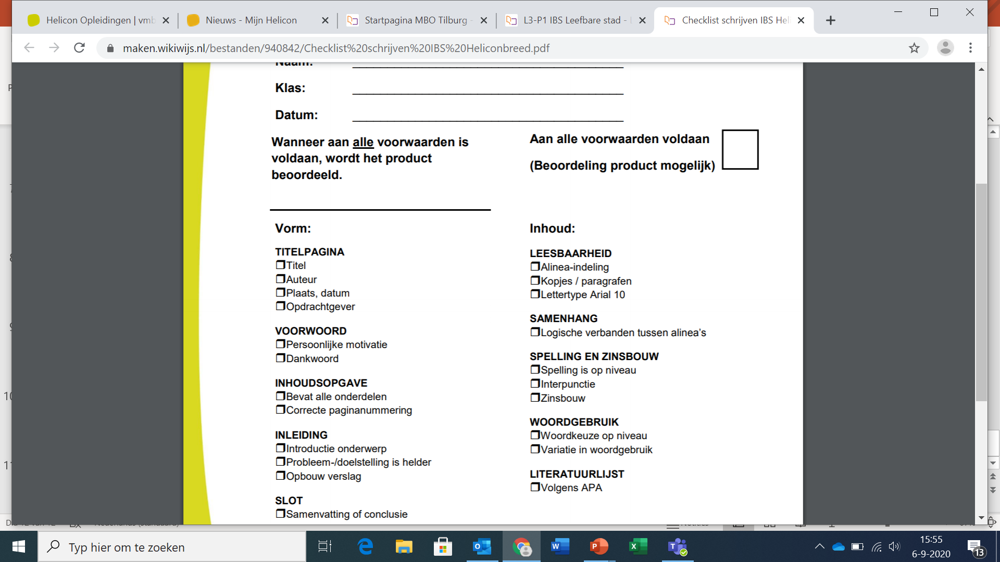 Helicon Opleidingen | vmb
Nieuws - Mijn Helicon
Startpagina MBO Tilburg -
L3-P1 IBS Leefbare stad -
Checklist schrijven IBS Hel
maken.wikiwijs.nl/bestanden/940842/Checklist%20schrijven%20IBS%20Heliconbreed.pdf
Naam:
Klas:
Datum:
Wanneer aan alle voorwaarden is
voldaan, wordt het product
beoordeeld.
Aan alle voorwaarden voldaan
(Beoordeling product mogelijk)
Vorm:
TITELPAGINA
Titel
Auteur
Plaats, datum
Opdrachtgever
VOORWOORD
Persoonlijke motivatie
Dankwoord
INHOUDSOPGAVE
Bevat alle onderdelen
Correcte paginanummering
INLEIDING
Introductie onderwerp
Probleem-/doelstelling is helder
Opbouw verslag
SLOT
Samenvatting of conclusie
Inhoud:
LEESBAARHEID
Alinea-indeling
Kopjes / paragrafen
Lettertype Arial 10
SAMENHANG
Logische verbanden tussen alinea's
SPELLING EN ZINSBOUW
Spelling is op niveau
Interpunctie
Zinsbouw
WOORDGEBRUIK
Woordkeuze op niveau
Variatie in woordgebruik
LITERATUURLIJST
Volgens APA
10
11
Typ hier om te zoeken
15:55
6-9-2020
13